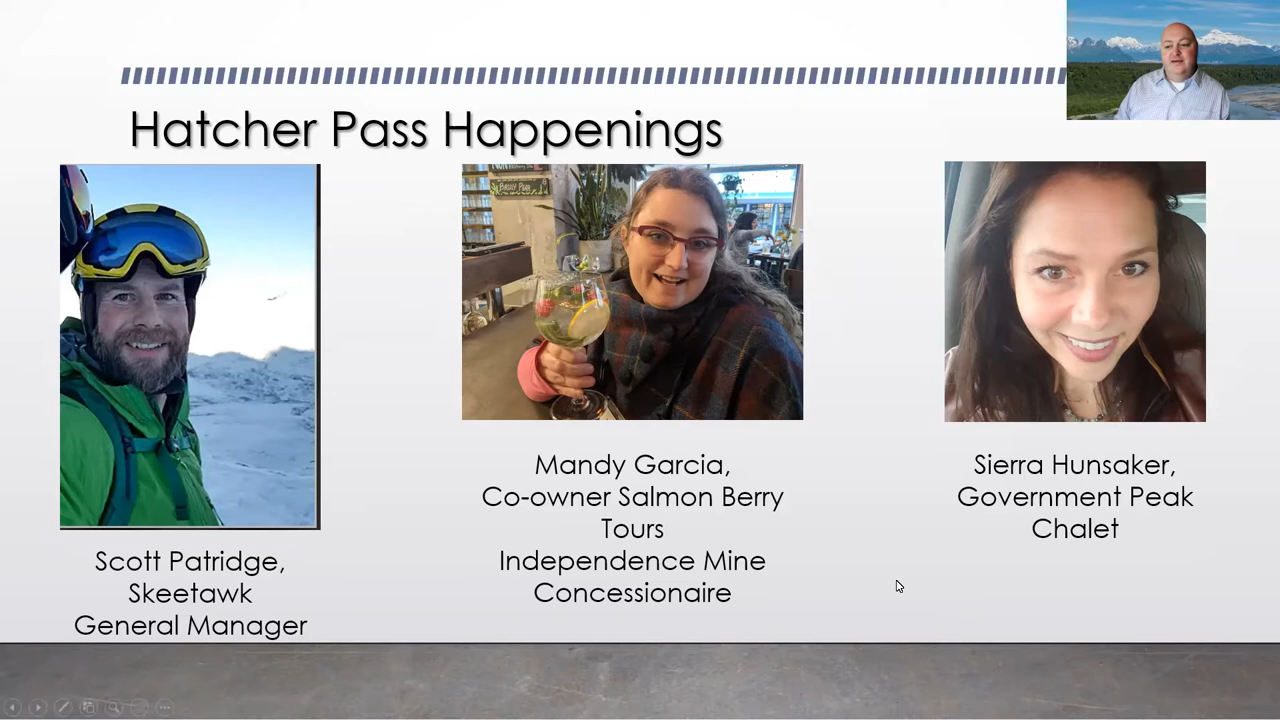 Hatcher Pass Happenings
Scott Patridge,
Skeetawk
General Manager
Mandy Garcia,
Co-owner Salmon Berry
Tours
Independence Mine
Concessionaire
Sierra Hunsaker,
Government Peak
Chalet